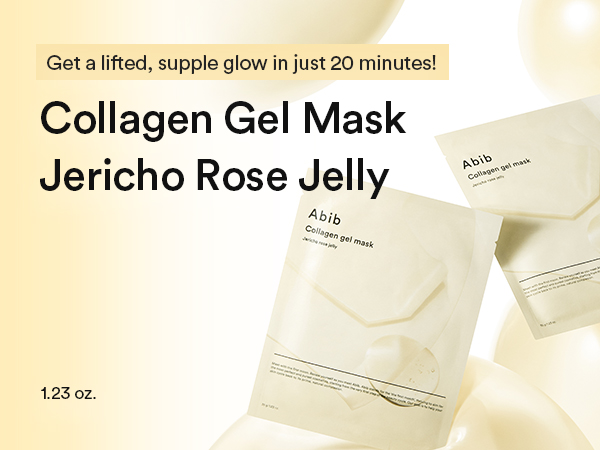 Get a lifted, supple glow in just 20 minutes!
Collagen Gel Mask
Jericho Rose Jelly
Abib
Collagen gel mask
Jericho rose jelly
Abib
Collagen gel mask
Jericho rose jelly
1.23 oz.